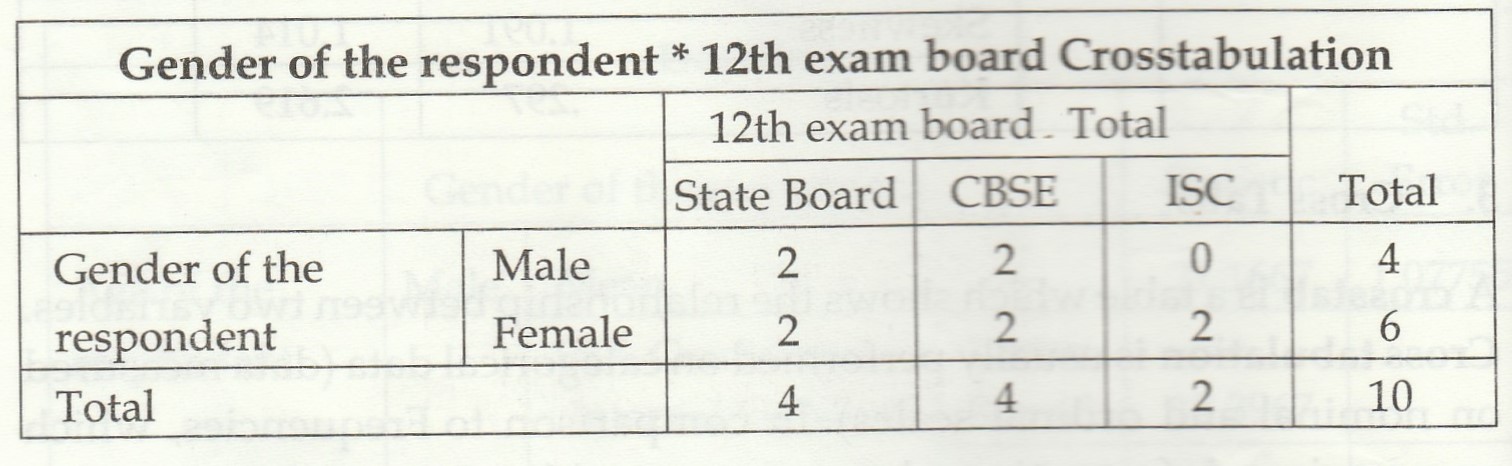 Gender of the respondent * 12th exam board Crosstabulation
12th exam board . Total
State Board CBSE ISC Total
Gender of the respondent Male 2 2 0 4
Female 2 2 2 6
Total 4 4 2 10